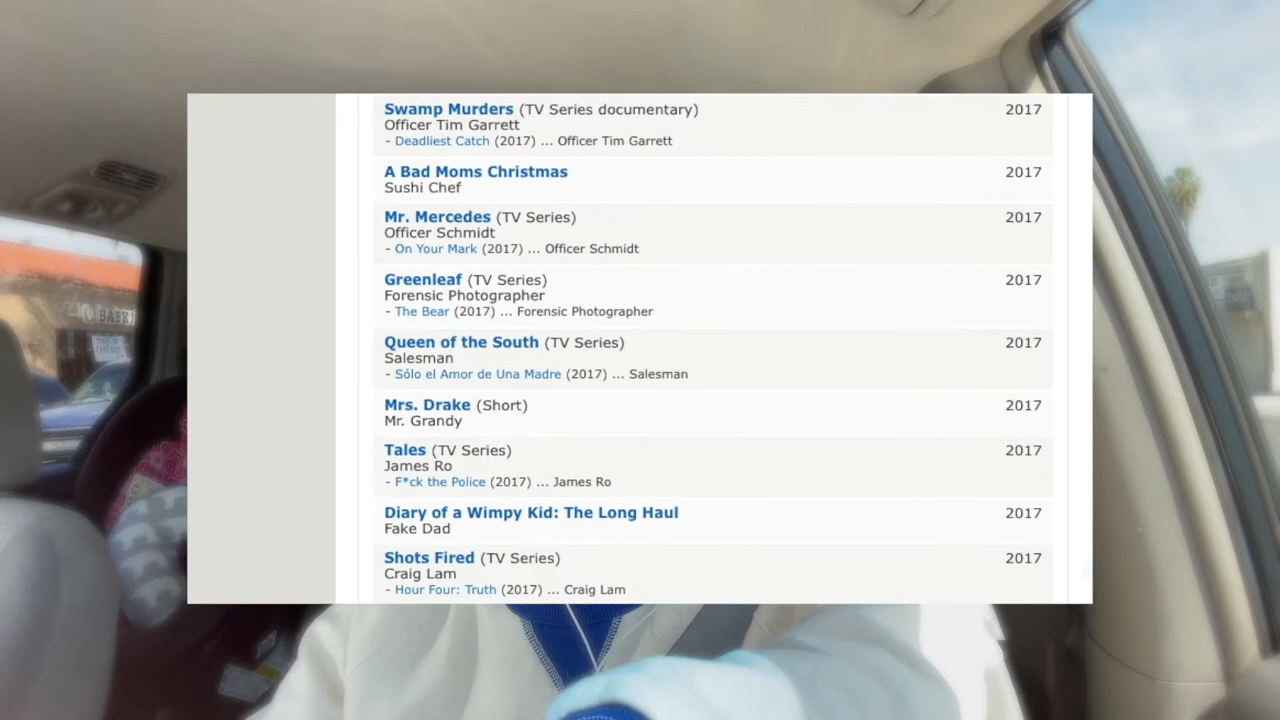 Swamp Murders (TV Series documentary) 2017
Officer Tim Garrett
- Deadliest Catch (2017) ... Officer Tim Garrett
A Bad Moms Christmas 2017
Sushi Chef
Mr. Mercedes (TV Series) 2017
Officer Schmidt
- On Your Mark (2017) ... Officer Schmidt
Greenleaf (TV Series) 2017
Forensic Photographer
- The Bear (2017) ... Forensic Photographer
Queen of the South (TV Series) 2017
Salesman
- Sólo el Amor de Una Madre (2017) ... Salesman
Mrs. Drake (Short) 2017
Mr. Grandy
Tales (TV Series) 2017
James Ro
- F*ck the Police (2017) ... James Ro
Diary of a Wimpy Kid: The Long Haul 2017
Fake Dad
Shots Fired (TV Series) 2017
Craig Lam
- Hour Four: Truth (2017) ... Craig Lam